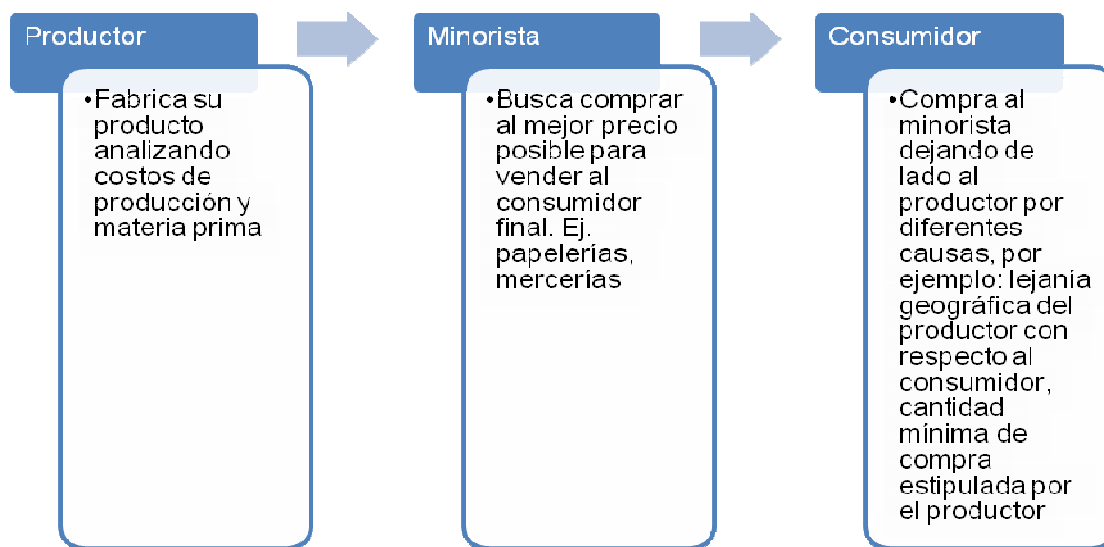 Productor
•Fabrica su
producto
analizando
costos de
producción y
materia prima
Minorista
•Busca comprar
al mejor precio
posible para
vender al
consumidor
final. Ej.
papelerías,
mercerías
Consumidor
•Compra al
minorista
dejando de
lado al
productor por
diferentes
causas, por
ejemplo: lejanía
geográfica del
productor con
respecto al
consumidor,
cantidad
mínima de
compra
estipulada por
el productor